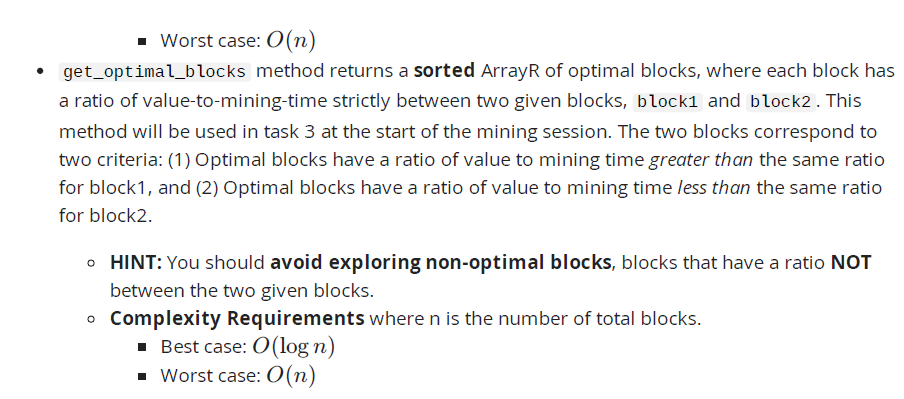 ▪ Worst case: O(n)
• get_optimal_blocks method returns a sorted ArrayR of optimal blocks, where each block has
a ratio of value-to-mining-time strictly between two given blocks, block1 and block2. This
method will be used in task 3 at the start of the mining session. The two blocks correspond to
two criteria: (1) Optimal blocks have a ratio of value to mining time greater than the same ratio
for block1, and (2) Optimal blocks have a ratio of value to mining time less than the same ratio
for block2.
◦ HINT: You should avoid exploring non-optimal blocks, blocks that have a ratio NOT
between the two given blocks.
◦ Complexity Requirements where n is the number of total blocks.
▪ Best case: O(log n)
▪ Worst case: O(n)